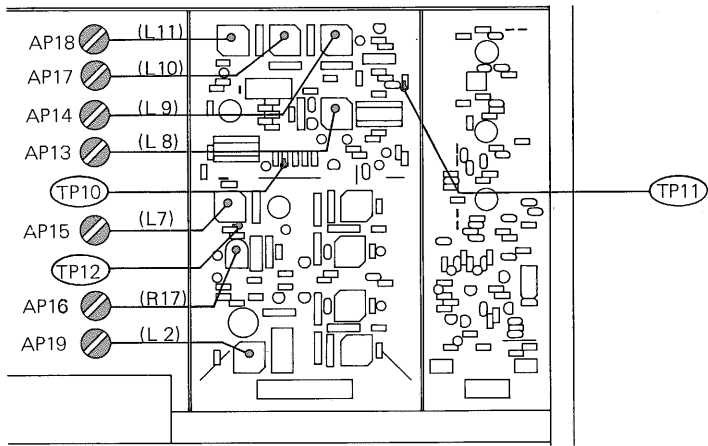 AP18 (L11)
AP17 (L10)
AP14 (L 9)
AP13 (L 8)
TP10
TP11
AP15 (L7)
TP12
AP16 (R17)
AP19 (L 2)